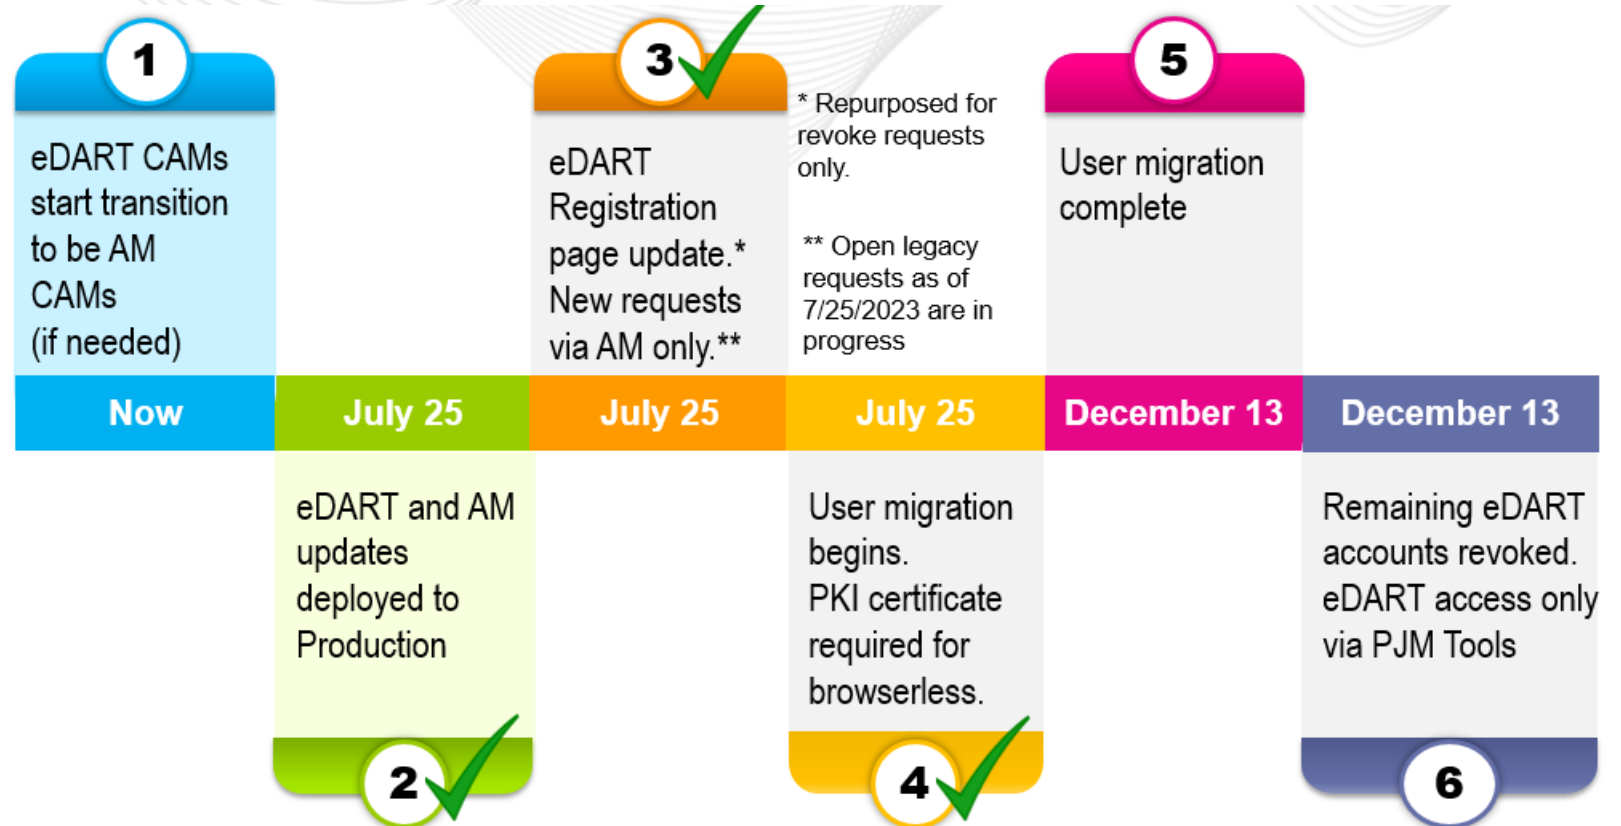 1
eDART CAMs
start transition
to be AM
CAMs
(if needed)
3
eDART
Registration
page update.*
New requests
via AM only.**
* Repurposed for
revoke requests
only.
** Open legacy
requests as of
7/25/2023 are in
progress
5
User migration
complete
Now
July 25
July 25
July 25
December 13
December 13
eDART and AM
updates
deployed to
Production
2
User migration
begins.
PKI certificate
required for
browserless.
4
Remaining eDART
accounts revoked.
eDART access only
via PJM Tools
6